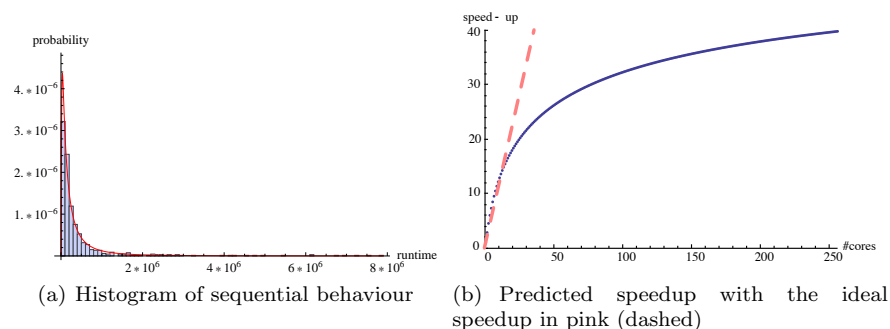 probability
4. * 10^-6
3. * 10^-6
2. * 10^-6
1. * 10^-6
2 * 10^6
4 * 10^6
6 * 10^6
8 * 10^6
runtime
(a) Histogram of sequential behaviour
speed- up
40
30
20
10
0
0
50
100
150
200
250
#cores
(b) Predicted speedup with the ideal
speedup in pink (dashed)